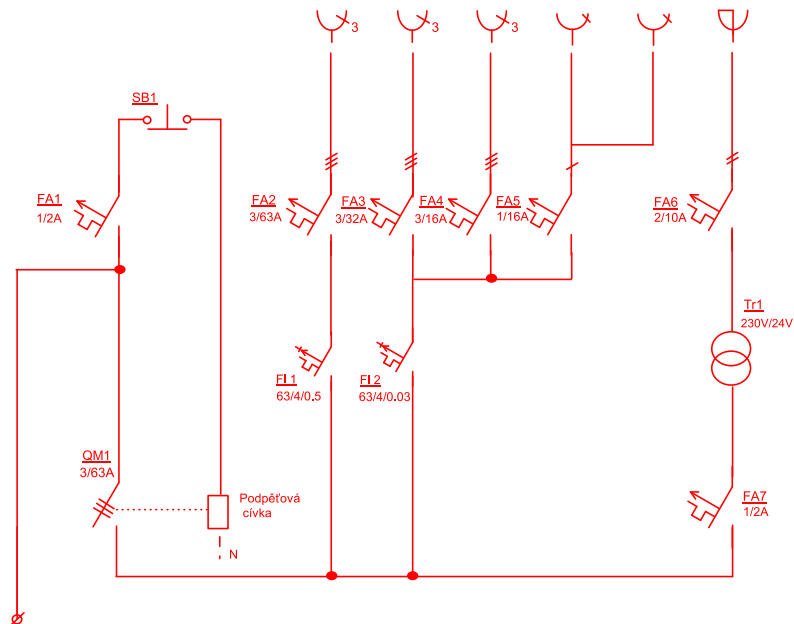 3
3
3
SB1
FA1
1/2A
FA2
3/63A
FA3
3/32A
FA4
3/16A
FA5
1/16A
FA6
2/10A
Tr1
230V/24V
FI 1
63/4/0.5
FI 2
63/4/0.03
QM1
3/63A
Podpěťová
cívka
N
FA7
1/2A